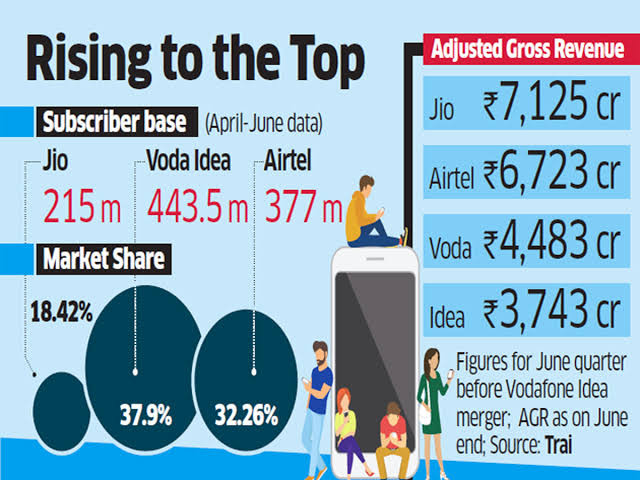 Rising to the Top
Subscriber base (April-June data)
Jio Voda Idea Airtel
215 m 443.5 m 377 m
Market Share
18.42%
37.9% 32.26%
Adjusted Gross Revenue
Jio ₹7,125 cr
Airtel ₹6,723 cr
Voda ₹4,483 cr
Idea ₹3,743 cr
Figures for June quarter
before Vodafone Idea
merger; AGR as on June
end; Source: Trai